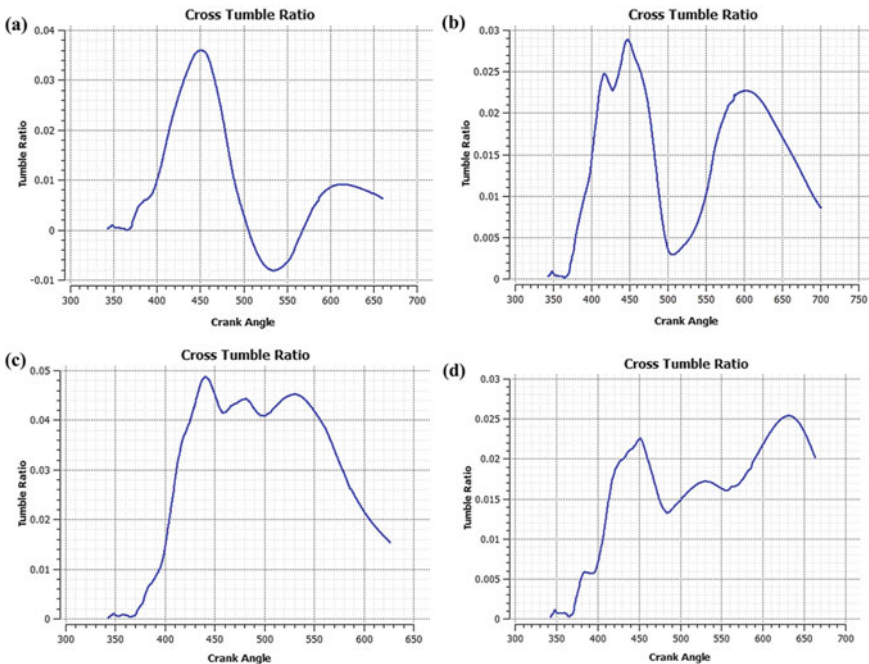 (a)
Cross Tumble Ratio
0.04
0.03
0.02
0.01
0
-0.01
Tumble Ratio
300 350 400 450 500 550 600 650 700
Crank Angle
(b)
Cross Tumble Ratio
0.03
0.025
0.02
0.015
0.01
0.005
0
Tumble Ratio
300 350 400 450 500 550 600 650 700 750
Crank Angle
(c)
Cross Tumble Ratio
0.05
0.04
0.03
0.02
0.01
0
Tumble Ratio
300 350 400 450 500 550 600 650
Crank Angle
(d)
Cross Tumble Ratio
0.03
0.025
0.02
0.015
0.01
0.005
0
Tumble Ratio
300 350 400 450 500 550 600 650 700
Crank Angle